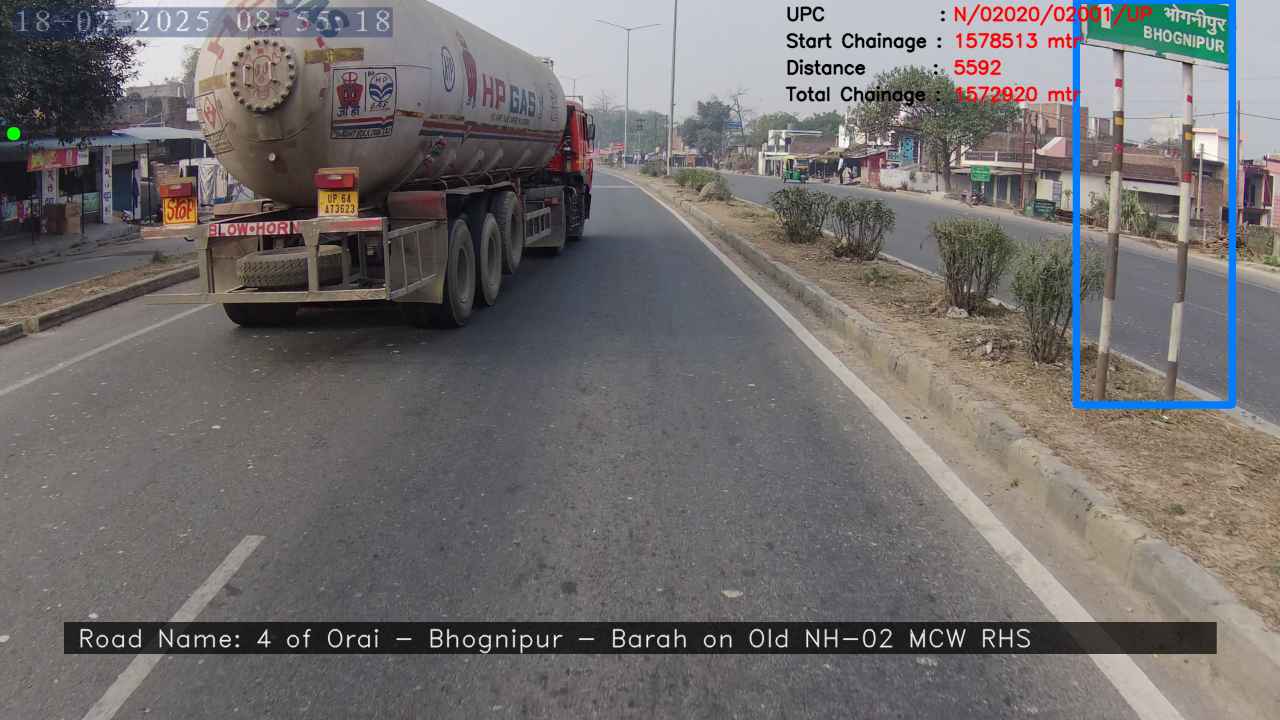 18-02-2025 08:55:18
UPC : N/02020/02001/UP
Start Chainage : 1578513 mtr
Distance : 5592
Total Chainage : 1572920 mtr
भोगनीपुर
BHOGNIPUR
HP GAS
STOP
UP 64
AT3623
BLOW HORN
Road Name: 4 of Orai - Bhognipur - Barah on Old NH-02 MCW RHS